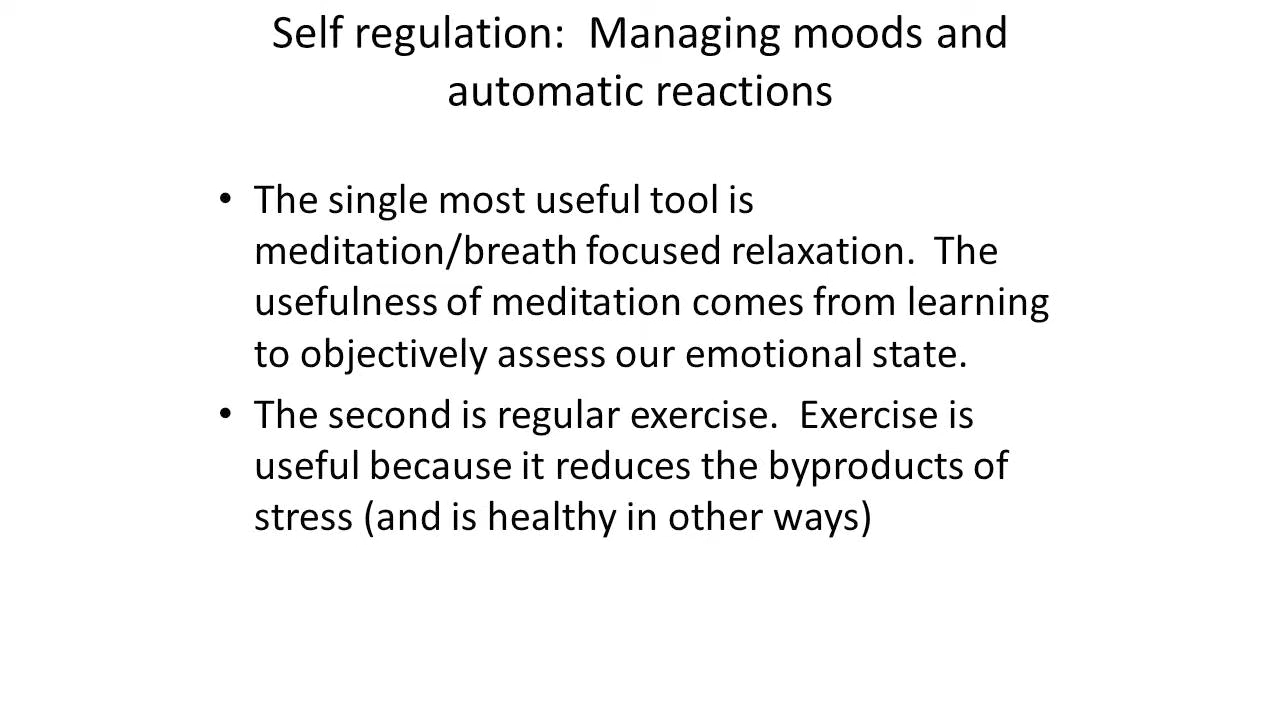 Self regulation:  Managing moods and
automatic reactions
• The single most useful tool is
meditation/breath focused relaxation.  The
usefulness of meditation comes from learning
to objectively assess our emotional state.
• The second is regular exercise.  Exercise is
useful because it reduces the byproducts of
stress (and is healthy in other ways)